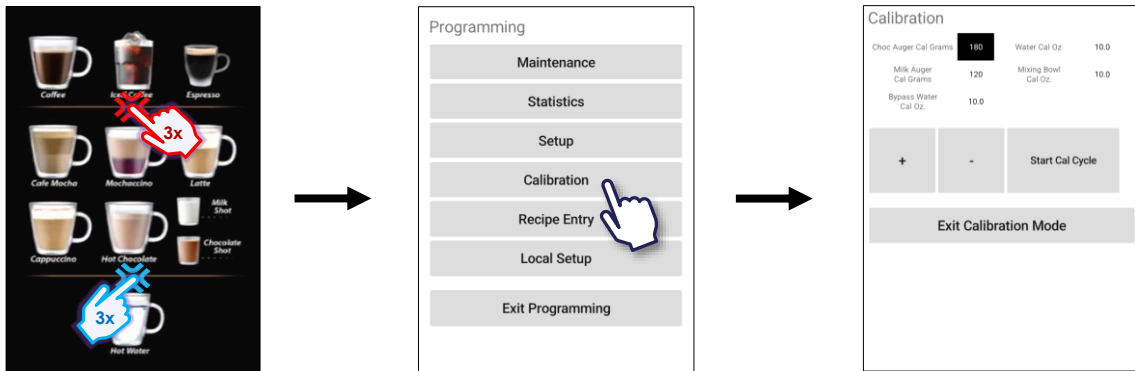 Coffee
Iced Coffee
Espresso
3x
Cafe Mocha
Mochaccino
Latte
Milk
Shot
Cappuccino
Hot Chocolate
Chocolate
Shot
3x
Hot Water
Programming
Maintenance
Statistics
Setup
Calibration
Recipe Entry
Local Setup
Exit Programming
Calibration
Choc Auger Cal Grams 180 Water Cal Oz. 10.0
Milk Auger
Cal Grams 120 Mixing Bowl
Cal Oz. 10.0
Bypass Water
Cal Oz. 10.0
+ - Start Cal Cycle
Exit Calibration Mode